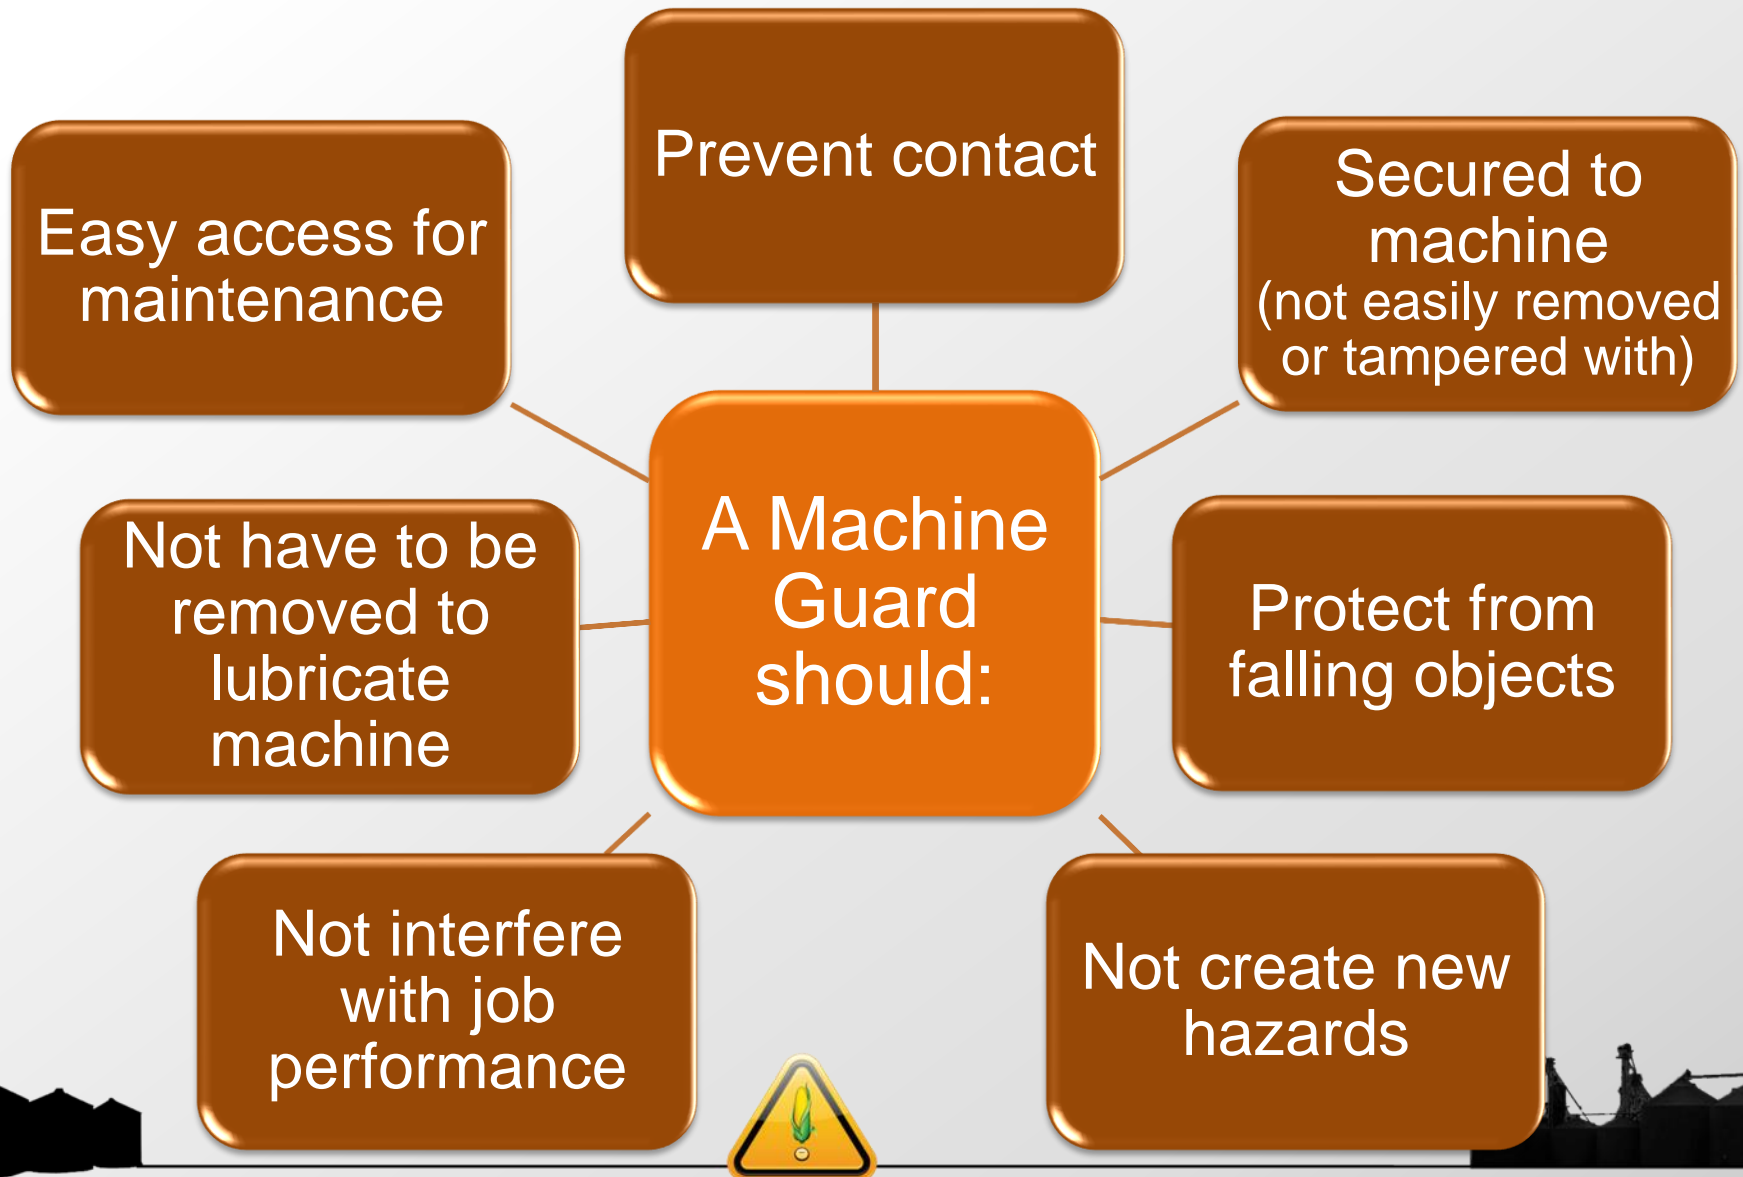 Prevent contact
Easy access for
maintenance
Secured to
machine
(not easily removed
or tampered with)
A Machine
Guard
should:
Not have to be
removed to
lubricate
machine
Protect from
falling objects
Not interfere
with job
performance
Not create new
hazards